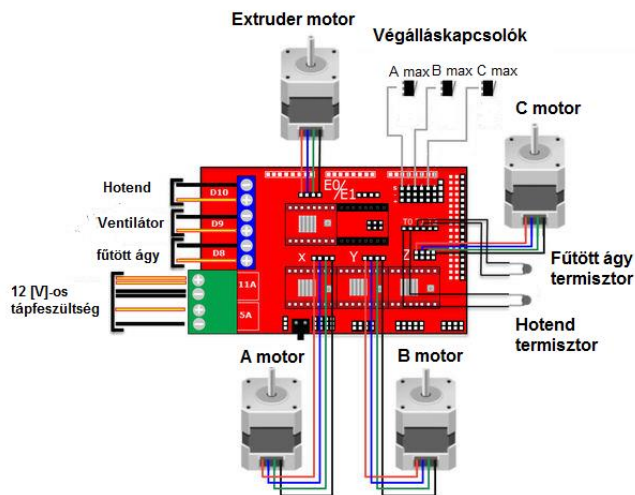 Extruder motor
Végálláskapcsolók
A max
B max
C max
C motor
Hotend
D10
E0/
/E1
S
Ventilátor
D9
T0
fűtött ágy
D8
X
Y
Z
Fűtött ágy
termisztor
12 [V]-os
tápfeszültség
11A
5A
Hotend
termisztor
A motor
B motor